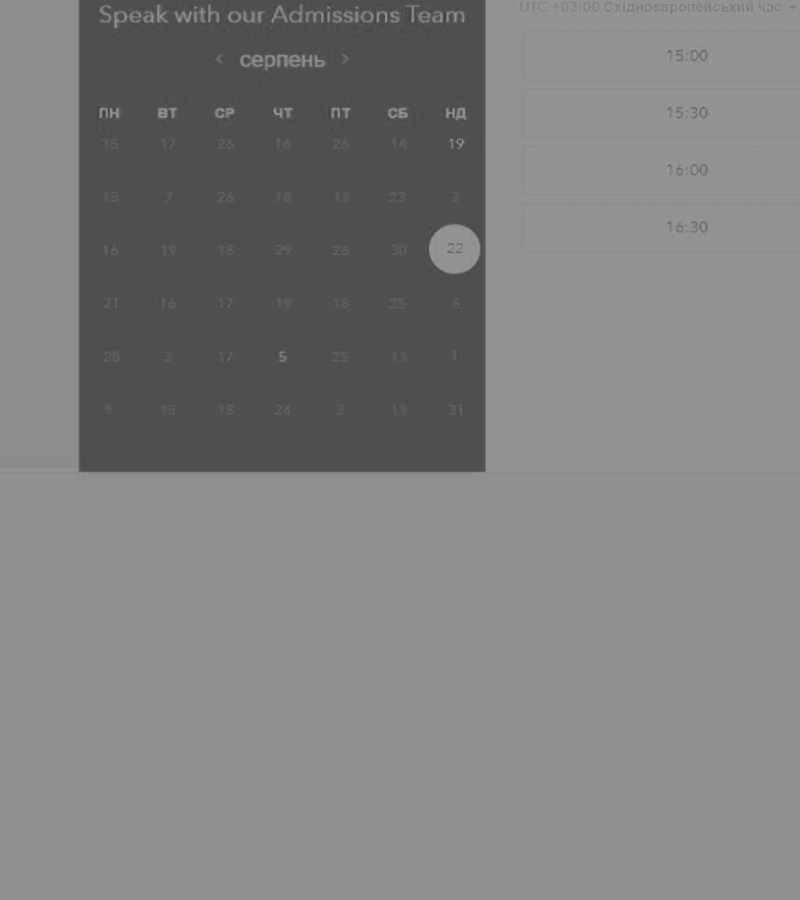 Speak with our Admissions Team
< серпень >
ПН ВТ СР ЧТ ПТ СБ НД
15 17 26 16 26 14 19
15 7 26 18 13 23 3
16 19 18 29 26 30 22
21 16 17 19 18 25 6
28 3 17 5 25 13 1
15 18 24 3 13 31
UTC +03:00 Східноєвропейський час
15:00
15:30
16:00
16:30